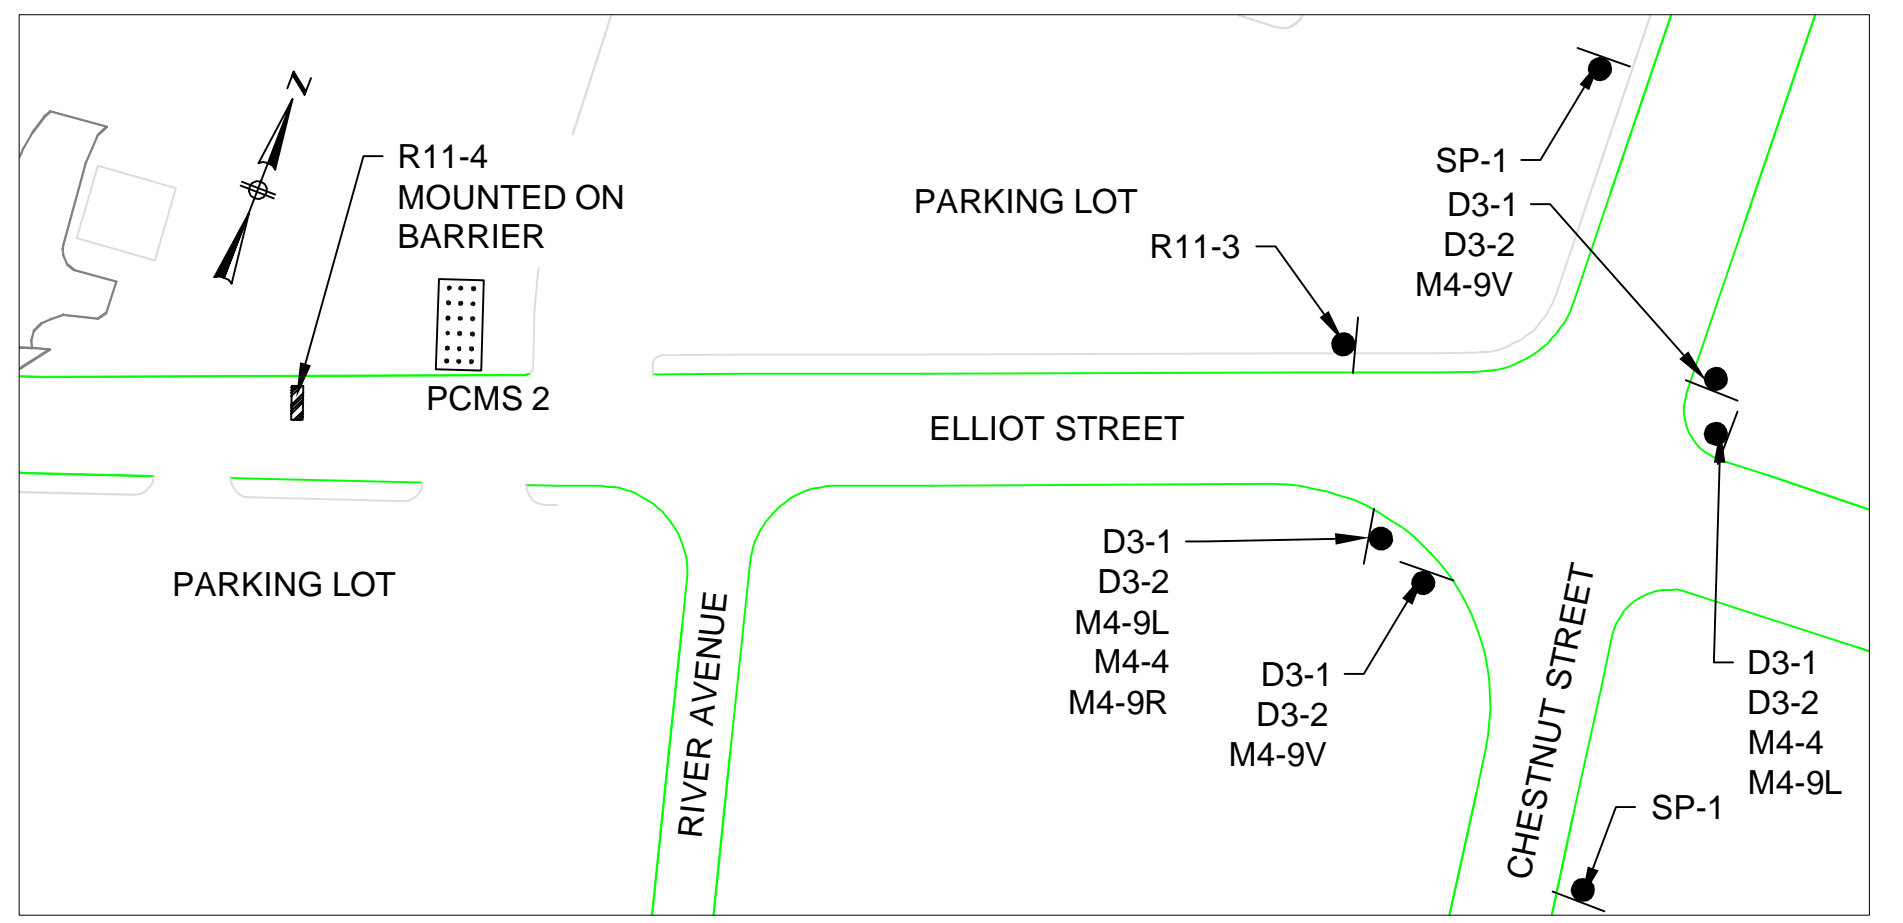 N
R11-4
MOUNTED ON
BARRIER
PARKING LOT
SP-1
D3-1
D3-2
M4-9V
R11-3
PCMS 2
ELLIOT STREET
PARKING LOT
D3-1
D3-2
M4-9L
M4-4
M4-9R
D3-1
D3-2
M4-9V
D3-1
D3-2
M4-4
M4-9L
RIVER AVENUE
CHESTNUT STREET
SP-1